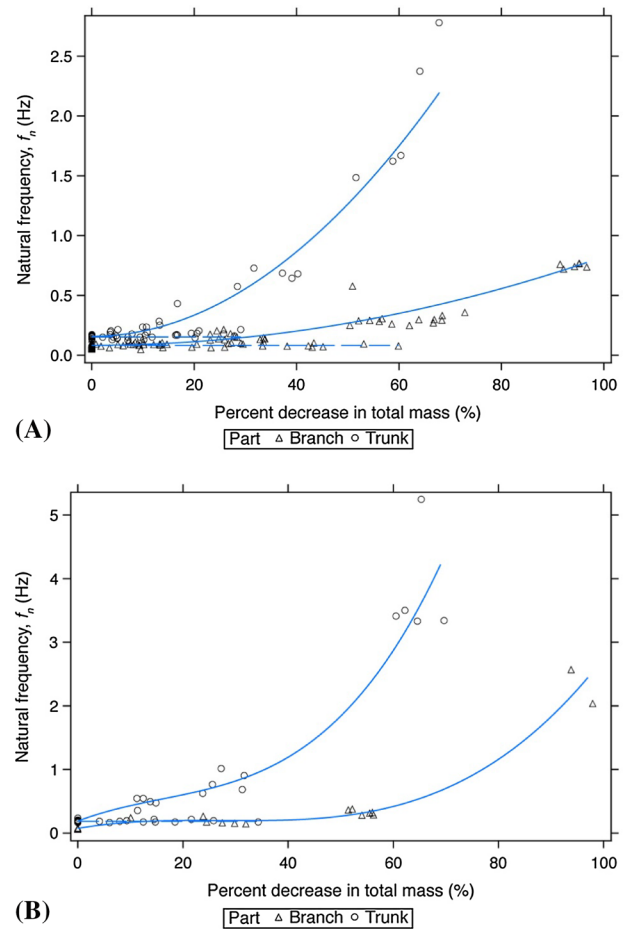 2.5
2.0
1.5
1.0
0.5
0.0
Natural frequency, fn (Hz)
0 20 40 60 80 100
Percent decrease in total mass (%)
(A)
Part △ Branch ○ Trunk
5
4
3
2
1
0
Natural frequency, fn (Hz)
0 20 40 60 80 100
Percent decrease in total mass (%)
(B)
Part △ Branch ○ Trunk